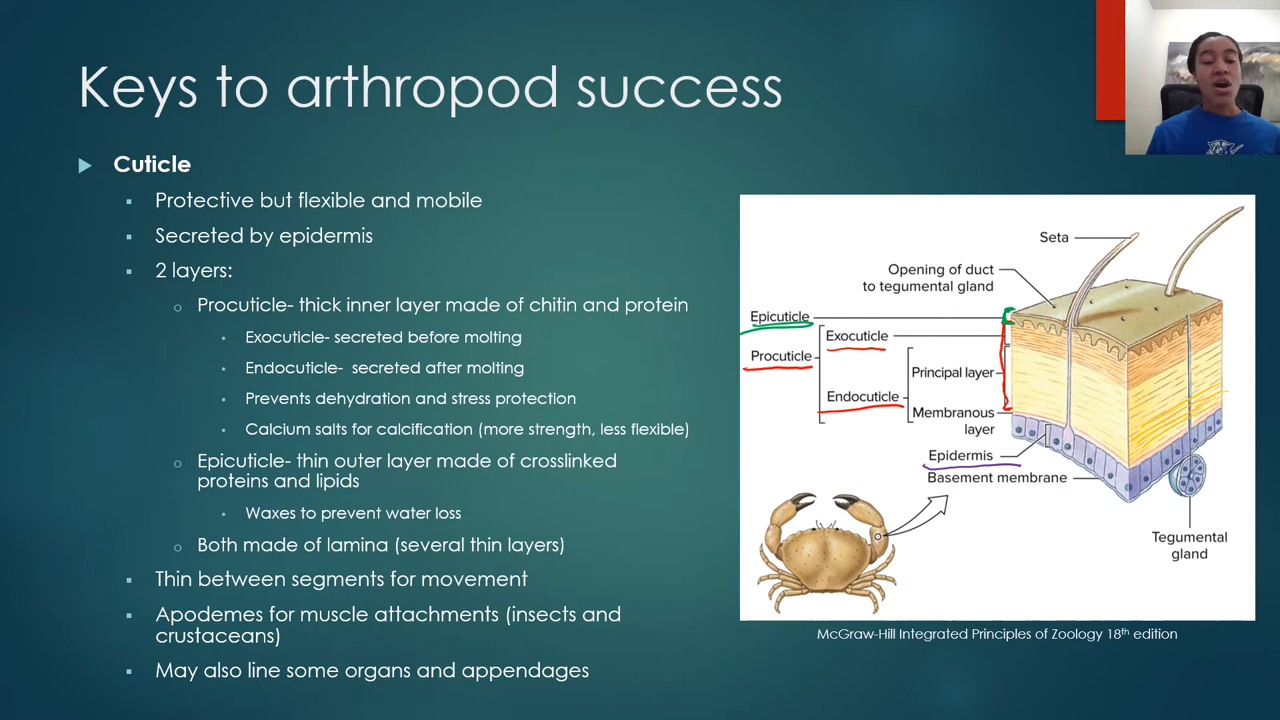 Keys to arthropod success
Cuticle
Protective but flexible and mobile
Secreted by epidermis
2 layers:
Procuticle- thick inner layer made of chitin and protein
Exocuticle- secreted before molting
Endocuticle- secreted after molting
Prevents dehydration and stress protection
Calcium salts for calcification (more strength, less flexible)
Epicuticle- thin outer layer made of crosslinked
proteins and lipids
Waxes to prevent water loss
Both made of lamina (several thin layers)
Thin between segments for movement
Apodemes for muscle attachments (insects and
crustaceans)
May also line some organs and appendages
Seta
Opening of duct
to tegumental gland
Epicuticle
Exocuticle
Procuticle
Principal layer
Endocuticle
Membranous
layer
Epidermis
Basement membrane
Tegumental
gland
McGraw-Hill Integrated Principles of Zoology 18th edition